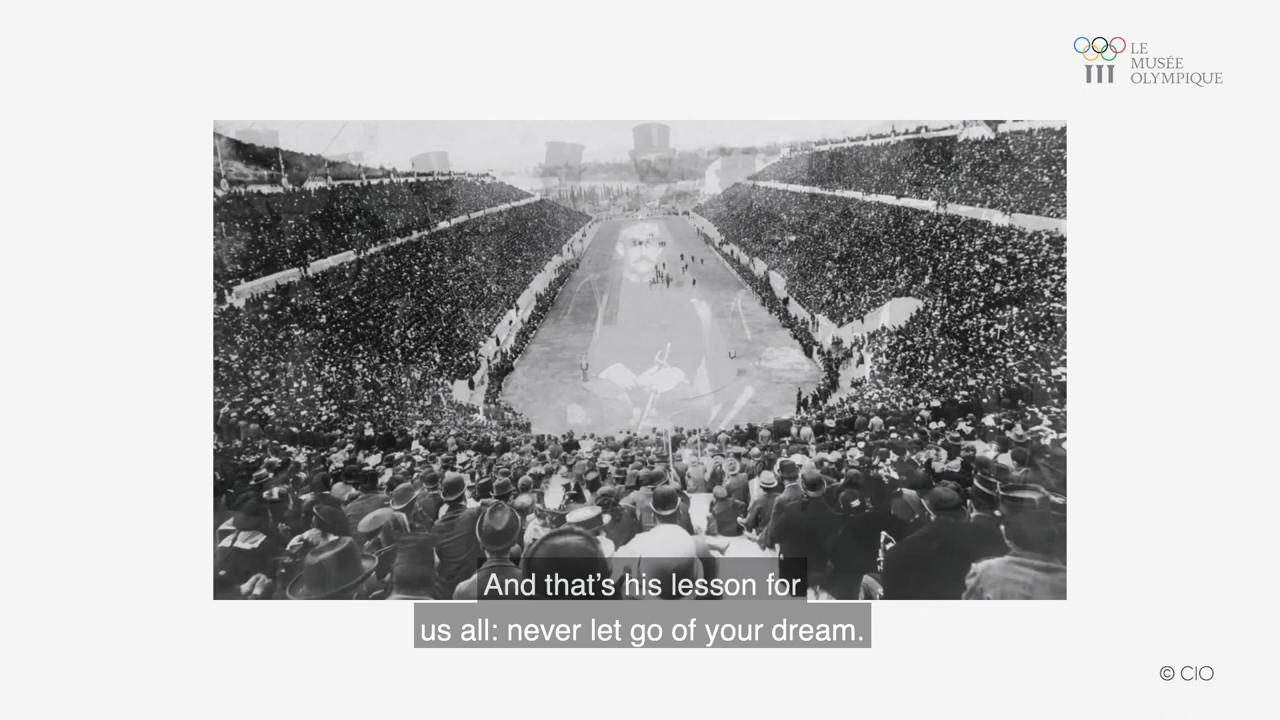 LE
MUSÉE
OLYMPIQUE
And that’s his lesson for
us all: never let go of your dream.
© CIO